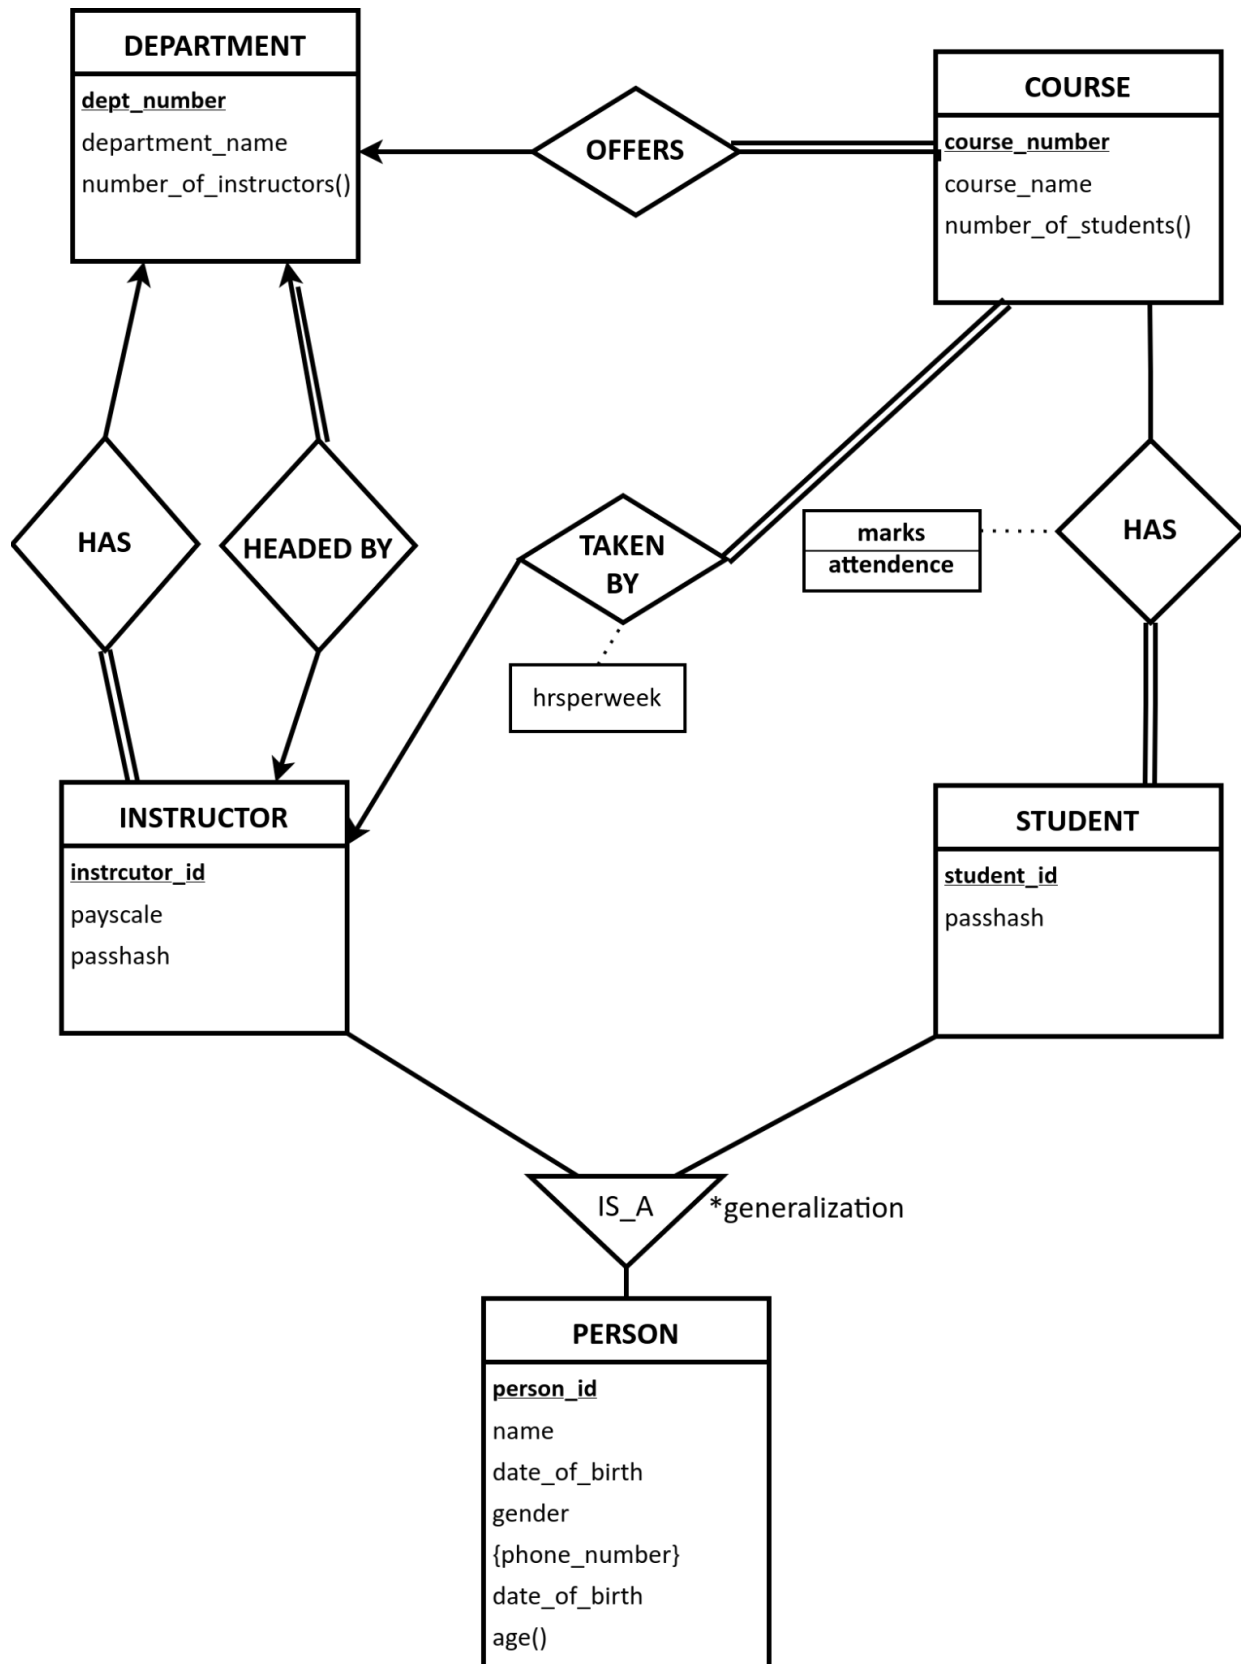 DEPARTMENT
dept_number
department_name
number_of_instructors()
OFFERS
COURSE
course_number
course_name
number_of_students()
HAS
HEADED BY
TAKEN
BY
hrsperweek
marks
attendence
HAS
INSTRUCTOR
instrcutor_id
payscale
passhash
STUDENT
student_id
passhash
IS_A
*generalization
PERSON
person_id
name
date_of_birth
gender
{phone_number}
date_of_birth
age()